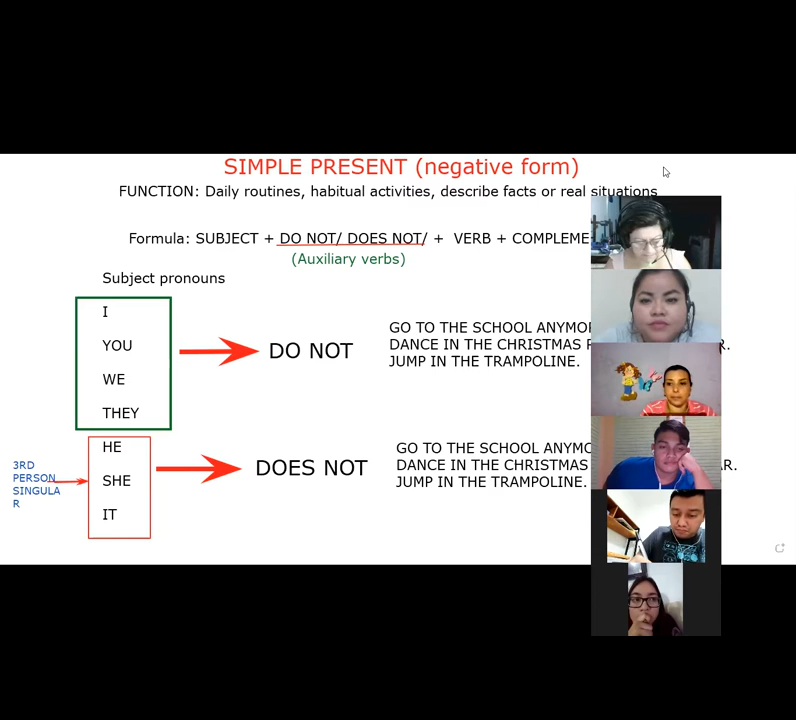 SIMPLE PRESENT (negative form)
FUNCTION: Daily routines, habitual activities, describe facts or real situations
Formula: SUBJECT + DO NOT/ DOES NOT/ + VERB + COMPLEME
(Auxiliary verbs)
Subject pronouns
I
YOU
WE
THEY
DO NOT
GO TO THE SCHOOL
DANCE IN THE CHRISTMAS
JUMP IN THE TRAMPOLINE.
3RD
PERSON
SINGULA
R
HE
SHE
IT
DOES NOT
GO TO THE SCHOOL
DANCE IN THE CHRISTMAS
JUMP IN THE TRAMPOLINE.